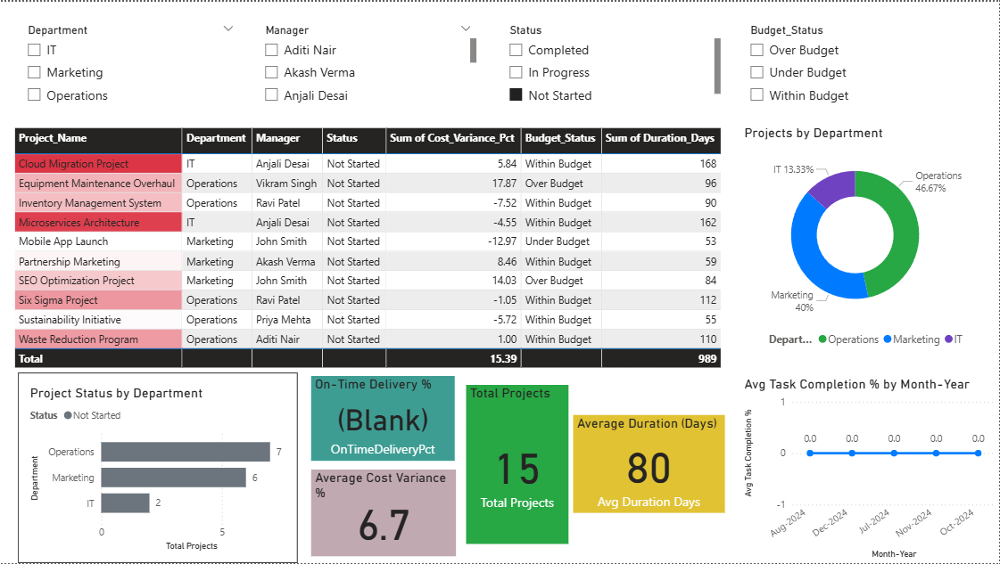 Department
IT
Marketing
Operations
Manager
Aditi Nair
Akash Verma
Anjali Desai
Status
Completed
In Progress
Not Started
Budget_Status
Over Budget
Under Budget
Within Budget
Project_Name Department Manager Status Sum of Cost_Variance_Pct Budget_Status Sum of Duration_Days
Cloud Migration Project IT Anjali Desai Not Started 5.84 Within Budget 168
Equipment Maintenance Overhaul Operations Vikram Singh Not Started 17.87 Over Budget 96
Inventory Management System Operations Ravi Patel Not Started -7.52 Within Budget 90
Microservices Architecture IT Anjali Desai Not Started -4.55 Within Budget 162
Mobile App Launch Marketing John Smith Not Started -12.97 Under Budget 53
Partnership Marketing Marketing Akash Verma Not Started 8.46 Within Budget 59
SEO Optimization Project Marketing John Smith Not Started 14.03 Over Budget 84
Six Sigma Project Operations Ravi Patel Not Started -1.05 Within Budget 112
Sustainability Initiative Operations Priya Mehta Not Started -5.72 Within Budget 55
Waste Reduction Program Operations Aditi Nair Not Started 1.00 Within Budget 110
Total 15.39 989
Projects by Department
IT 13.33%
Operations
46.67%
Marketing
40%
Depart... Operations Marketing IT
Project Status by Department
Status Not Started
Department
Operations 7
Marketing 6
IT 2
0 5
Total Projects
On-Time Delivery %
(Blank)
OnTimeDeliveryPct
Average Cost Variance
%
6.7
Total Projects
15
Total Projects
Average Duration (Days)
80
Avg Duration Days
Avg Task Completion % by Month-Year
Avg Task Completion %
1
0
-1
0.0 0.0 0.0 0.0 0.0
Aug-2024 Dec-2024 Jul-2024 Nov-2024 Oct-2024
Month-Year